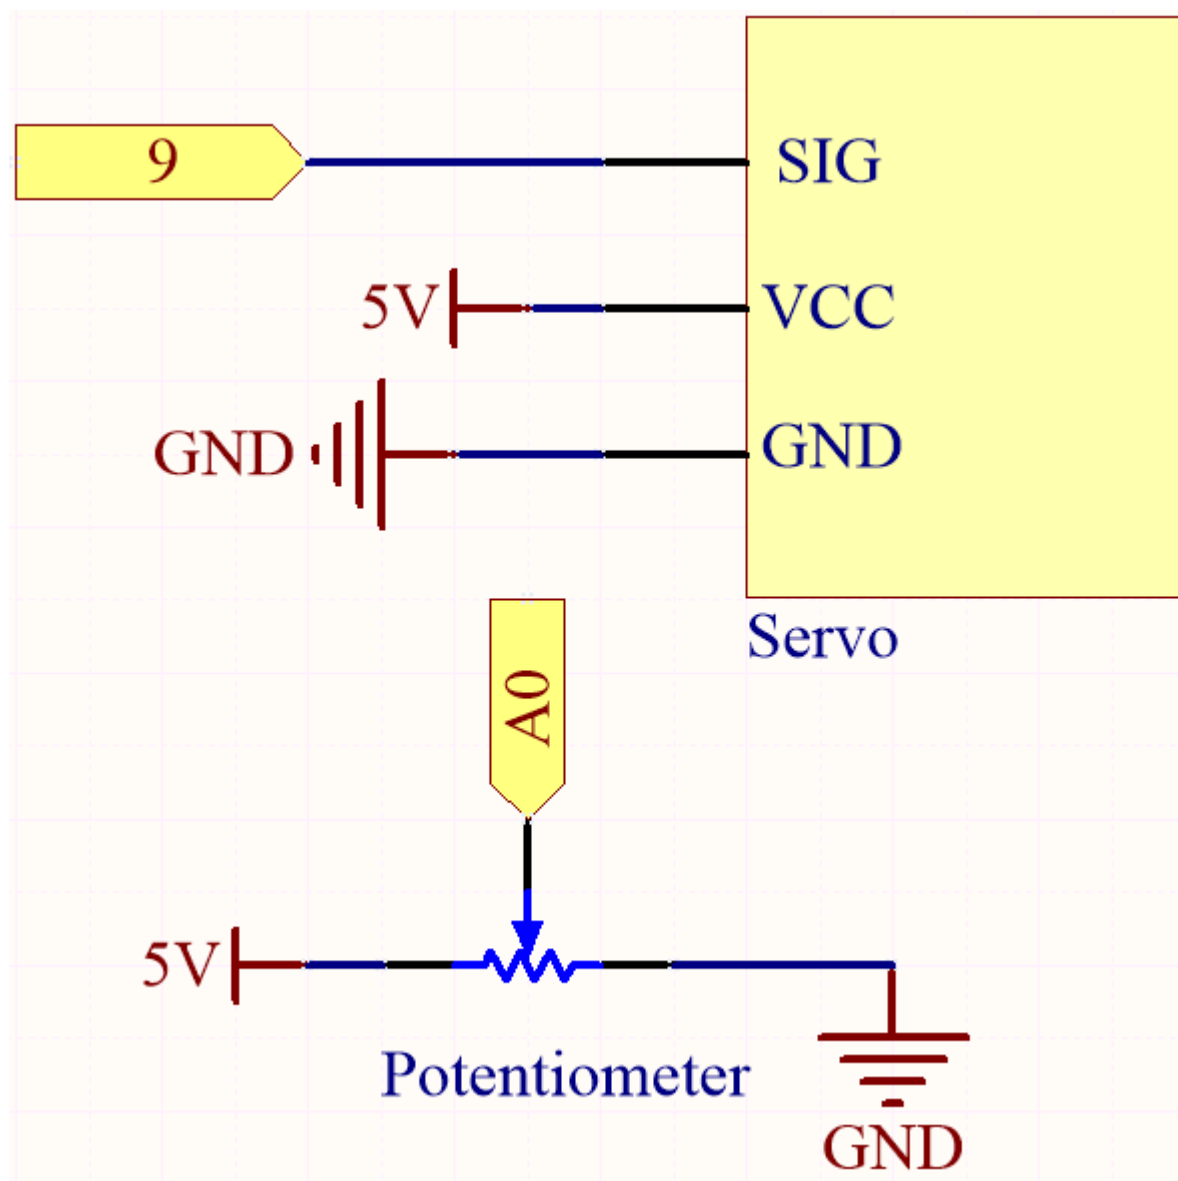 9
SIG
5V
VCC
GND
GND
Servo
A0
5V
Potentiometer
GND